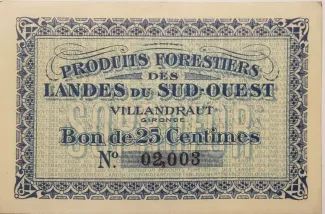 PRODUITS FORESTIERS
DES
LANDES DU SUD-OUEST
VILLANDRAUT
GIRONDE
Bon de 25 Centimes
Nº 02,003